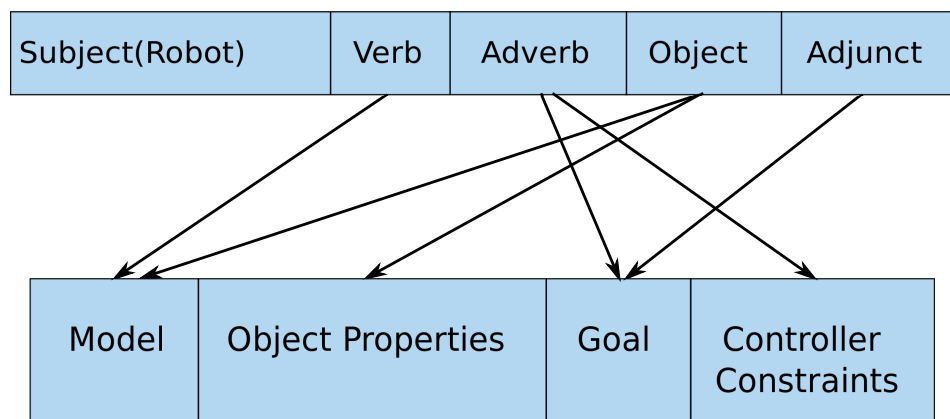 Subject(Robot) Verb Adverb Object Adjunct
Model Object Properties Goal Controller
Constraints